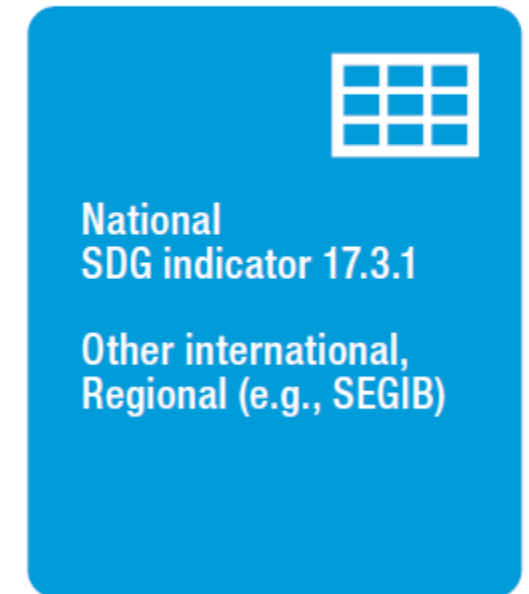 National
SDG indicator 17.3.1
Other international,
Regional (e.g., SEGIB)